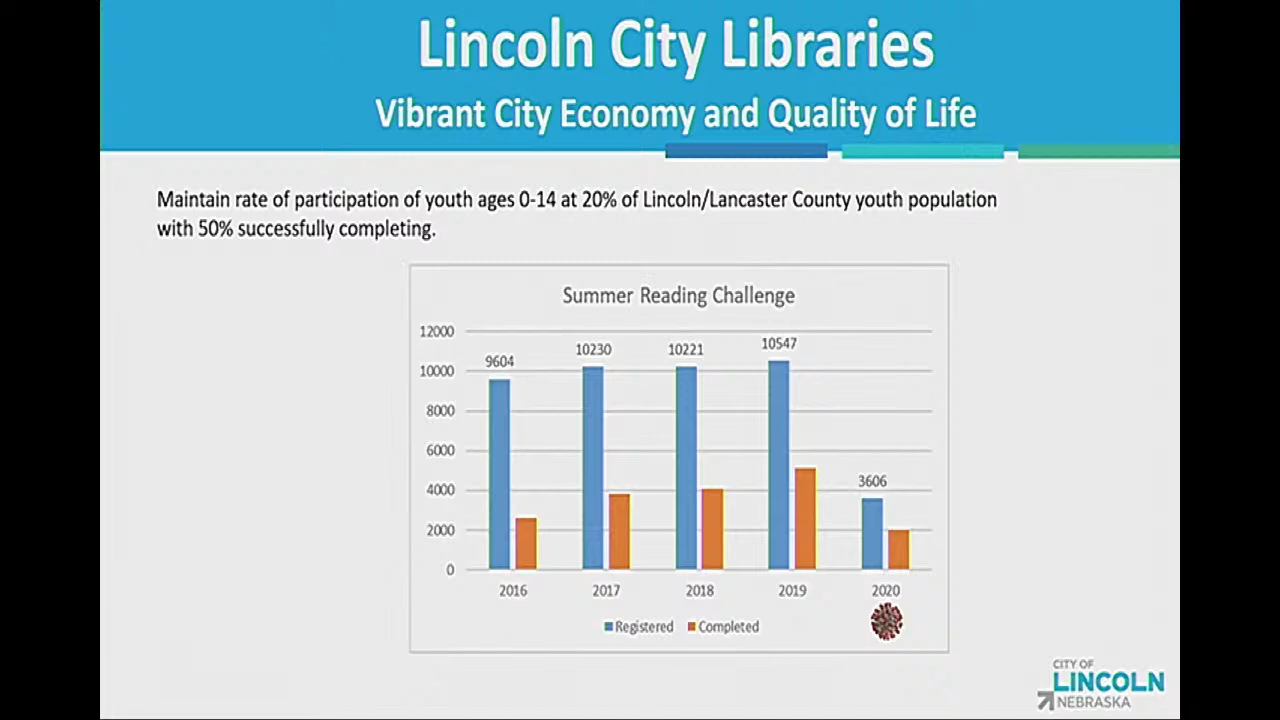 Lincoln City Libraries
Vibrant City Economy and Quality of Life
Maintain rate of participation of youth ages 0-14 at 20% of Lincoln/Lancaster County youth population
with 50% successfully completing.
Summer Reading Challenge
12000
10000
8000
6000
4000
2000
0
9604
10230
10221
10547
3606
2016
2017
2018
2019
2020
Registered
Completed
CITY OF
LINCOLN
NEBRASKA